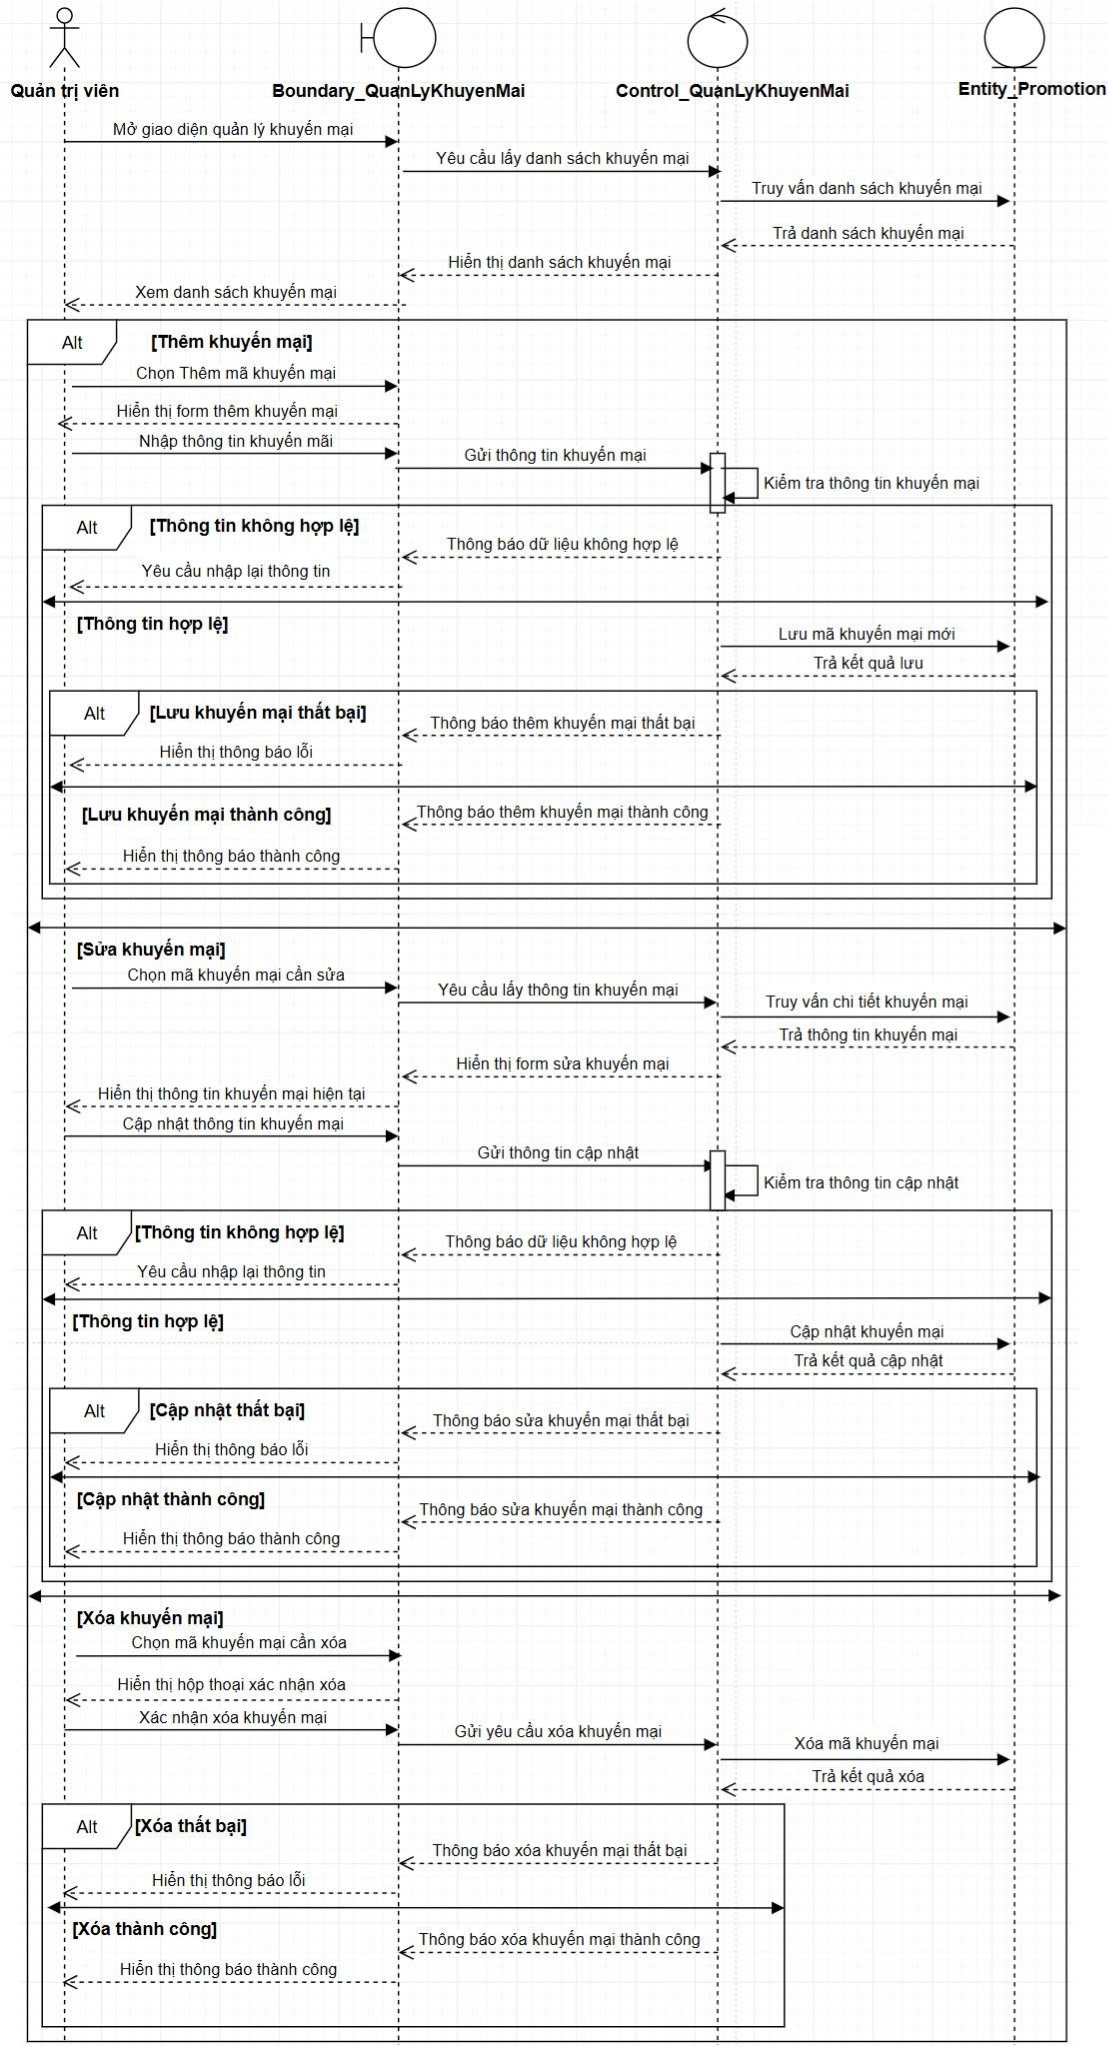 Quản trị viên
Boundary_QuanLyKhuyenMai
Control_QuanLyKhuyenMai
Entity_Promotion
Mở giao diện quản lý khuyến mại
Yêu cầu lấy danh sách khuyến mại
Truy vấn danh sách khuyến mại
Trả danh sách khuyến mại
Hiển thị danh sách khuyến mại
Xem danh sách khuyến mại
Alt
[Thêm khuyến mại]
Chọn Thêm mã khuyến mại
Hiển thị form thêm khuyến mại
Nhập thông tin khuyến mãi
Gửi thông tin khuyến mại
Kiểm tra thông tin khuyến mại
Alt
[Thông tin không hợp lệ]
Thông báo dữ liệu không hợp lệ
Yêu cầu nhập lại thông tin
[Thông tin hợp lệ]
Lưu mã khuyến mại mới
Trả kết quả lưu
Alt
[Lưu khuyến mại thất bại]
Thông báo thêm khuyến mại thất bại
Hiển thị thông báo lỗi
[Lưu khuyến mại thành công]
Thông báo thêm khuyến mại thành công
Hiển thị thông báo thành công
[Sửa khuyến mại]
Chọn mã khuyến mại cần sửa
Yêu cầu lấy thông tin khuyến mại
Truy vấn chi tiết khuyến mại
Trả thông tin khuyến mại
Hiển thị form sửa khuyến mại
Hiển thị thông tin khuyến mại hiện tại
Cập nhật thông tin khuyến mại
Gửi thông tin cập nhật
Kiểm tra thông tin cập nhật
Alt
[Thông tin không hợp lệ]
Thông báo dữ liệu không hợp lệ
Yêu cầu nhập lại thông tin
[Thông tin hợp lệ]
Cập nhật khuyến mại
Trả kết quả cập nhật
Alt
[Cập nhật thất bại]
Thông báo sửa khuyến mại thất bại
Hiển thị thông báo lỗi
[Cập nhật thành công]
Thông báo sửa khuyến mại thành công
Hiển thị thông báo thành công
[Xóa khuyến mại]
Chọn mã khuyến mại cần xóa
Hiển thị hộp thoại xác nhận xóa
Xác nhận xóa khuyến mại
Gửi yêu cầu xóa khuyến mại
Xóa mã khuyến mại
Trả kết quả xóa
Alt
[Xóa thất bại]
Thông báo xóa khuyến mại thất bại
Hiển thị thông báo lỗi
[Xóa thành công]
Thông báo xóa khuyến mại thành công
Hiển thị thông báo thành công